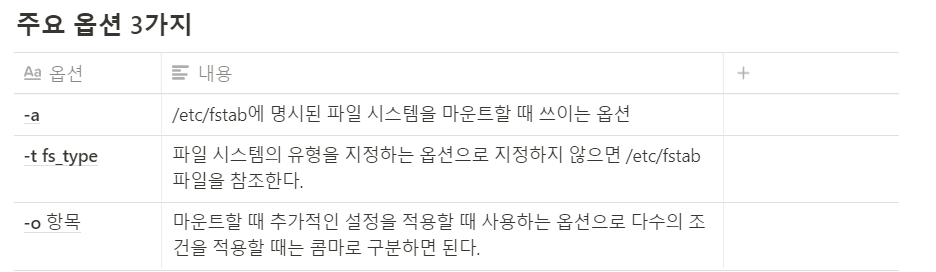 주요 옵션 3가지
Aa 옵션 내용 +
-a /etc/fstab에 명시된 파일 시스템을 마운트할 때 쓰이는 옵션
-t fs_type 파일 시스템의 유형을 지정하는 옵션으로 지정하지 않으면 /etc/fstab
파일을 참조한다.
-o 항목 마운트할 때 추가적인 설정을 적용할 때 사용하는 옵션으로 다수의 조
건을 적용할 때는 콤마로 구분하면 된다.